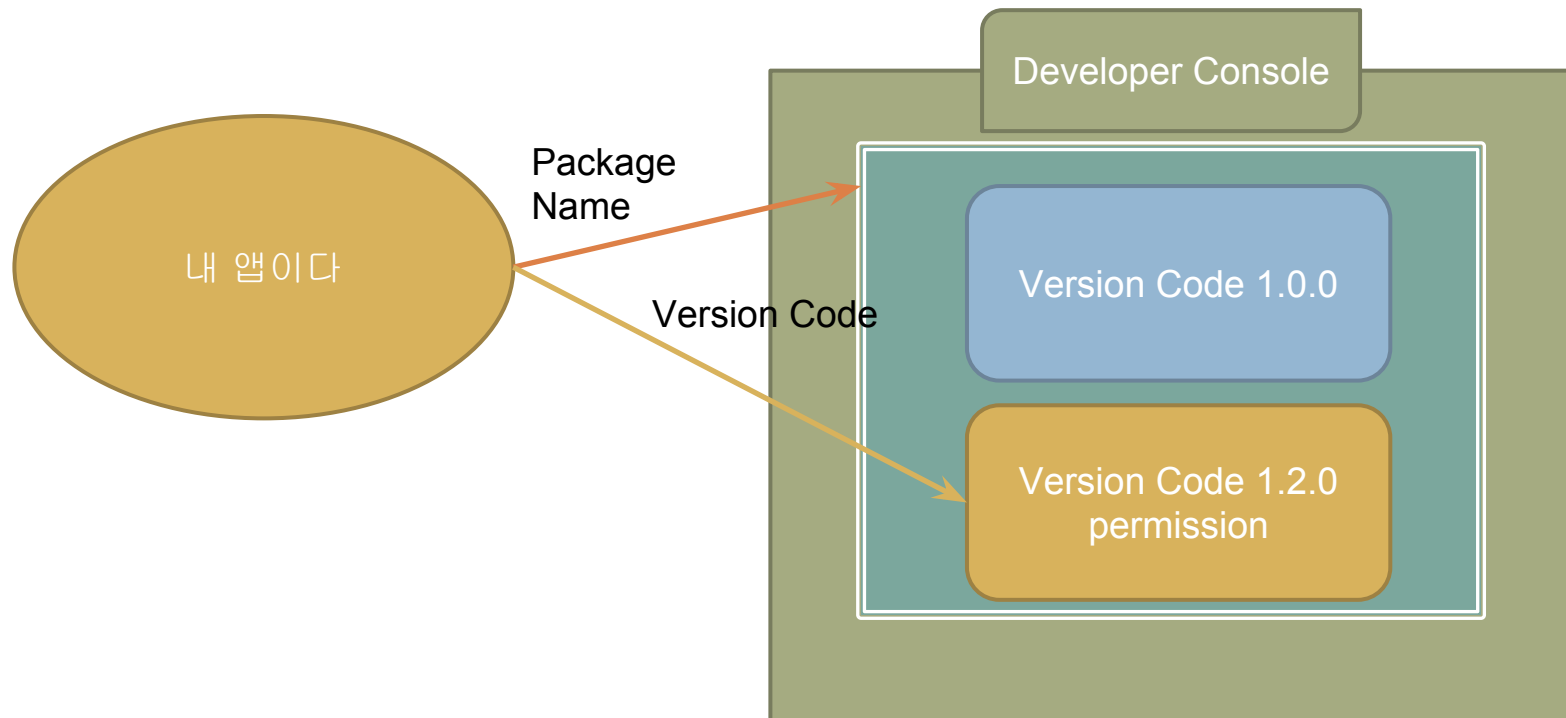 Developer Console
Package
Name
내 앱이다
Version Code 1.0.0
Version Code
Version Code 1.2.0
permission